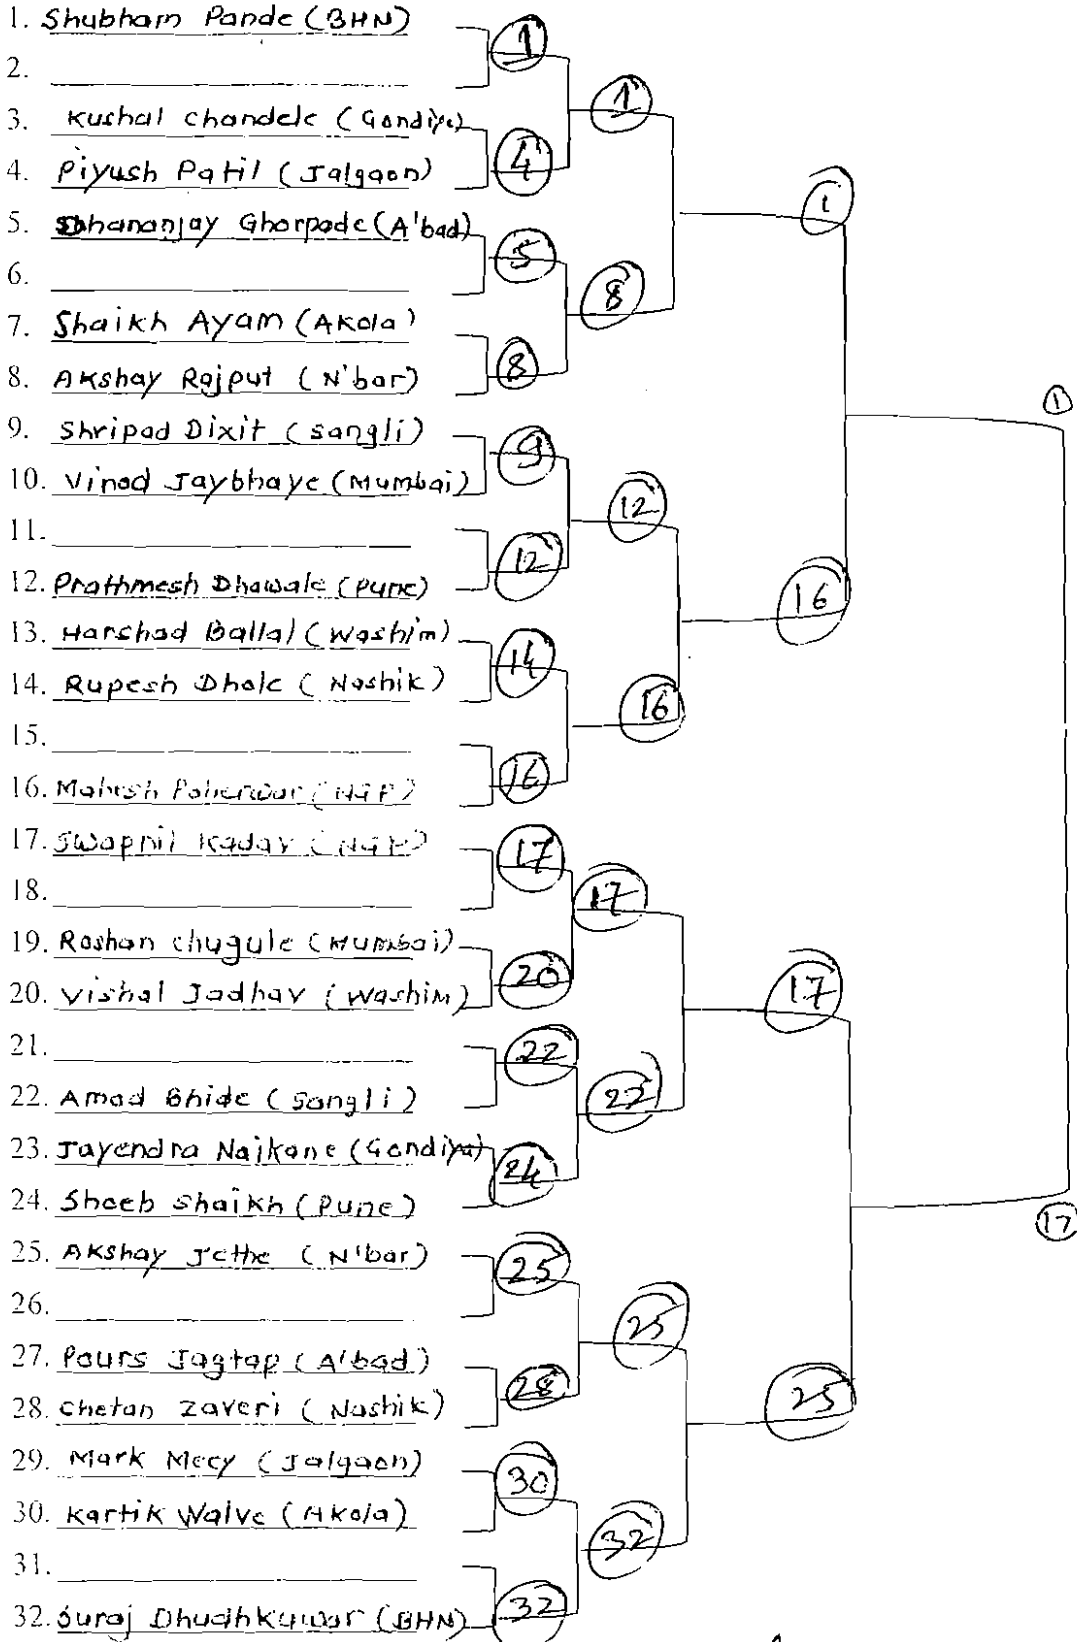 1. Shubham Pande (BHN)
2.
3. Kushal chandele (Gondiya)
4. Piyush Patil (Jalgaon)
5. Dhananjay Ghorpade (A'bad)
6.
7. Shaikh Ayam (Akola)
8. Akshay Rajput (N'bar)
9. Shripad Dixit (sangli)
10. Vinod Jaybhaye (Mumbai)
11.
12. Prathmesh Dhawale (Pune)
13. Harshad Ballal (Washim)
14. Rupesh Dhole (Nashik)
15.
16. Mahesh (NGP)
17. Swapnil Kadav (NGP)
18.
19. Roshan chugule (Mumbai)
20. Vishal Jadhav (Washim)
21.
22. Amod Bhide (Sangli)
23. Jayendra Naikane (Gondiya)
24. Shoeb Shaikh (Pune)
25. Akshay Jethe (N'bar)
26.
27. Pours Jagtap (A'bad)
28. Chetan Zaveri (Nashik)
29. Mark Mecy (Jalgaon)
30. Kartik Walve (Akola)
31.
32. Suraj Dhudhkuwar (BHN)
1
4
5
8
9
12
14
16
17
20
22
24
25
28
30
32
1
8
12
16
17
22
25
32
1
16
17
25
1
17